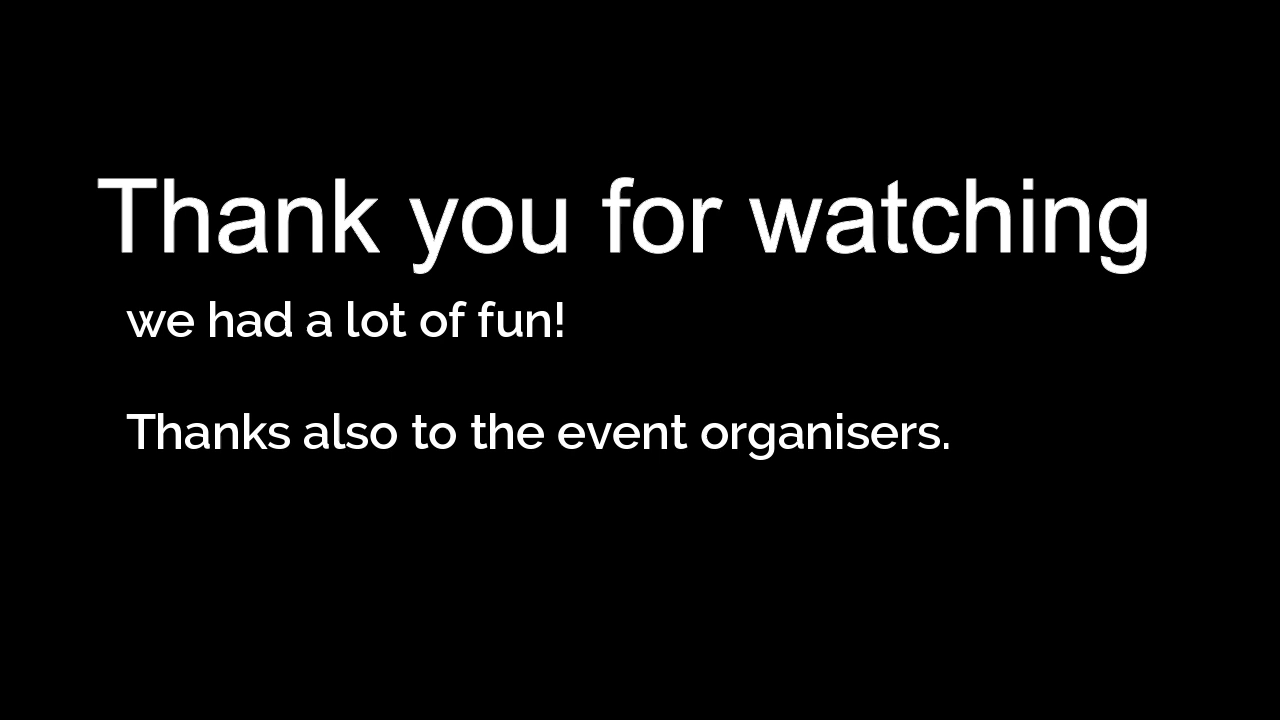 Thank you for watching
we had a lot of fun!
Thanks also to the event organisers.